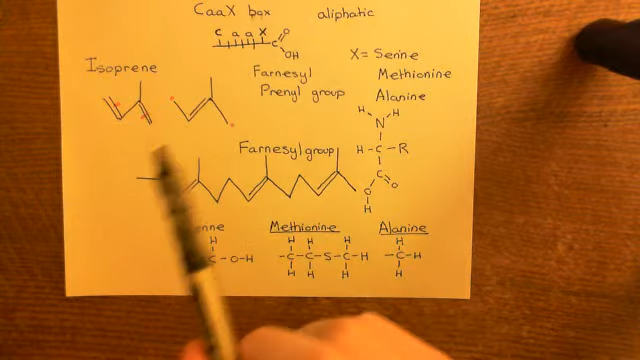 CaaX box aliphatic
C a a X
C O
OH
X = Serine
Isoprene Farnesyl Methionine
Prenyl group Alanine
H H
N
Farnesyl group H - C - R
C O
O
H
Methionine Alanine
H H H H H
C - O - H - C - C - S - C - H - C - H
H H H H